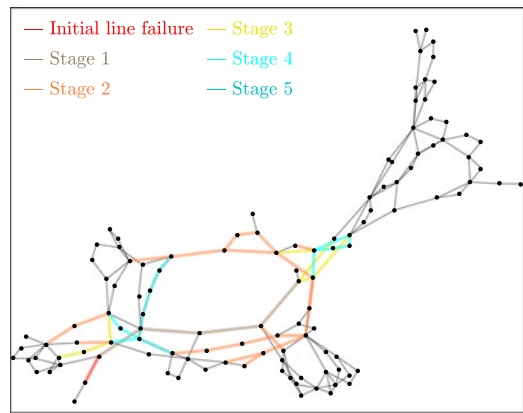 — Initial line failure
— Stage 1
— Stage 2
— Stage 3
— Stage 4
— Stage 5